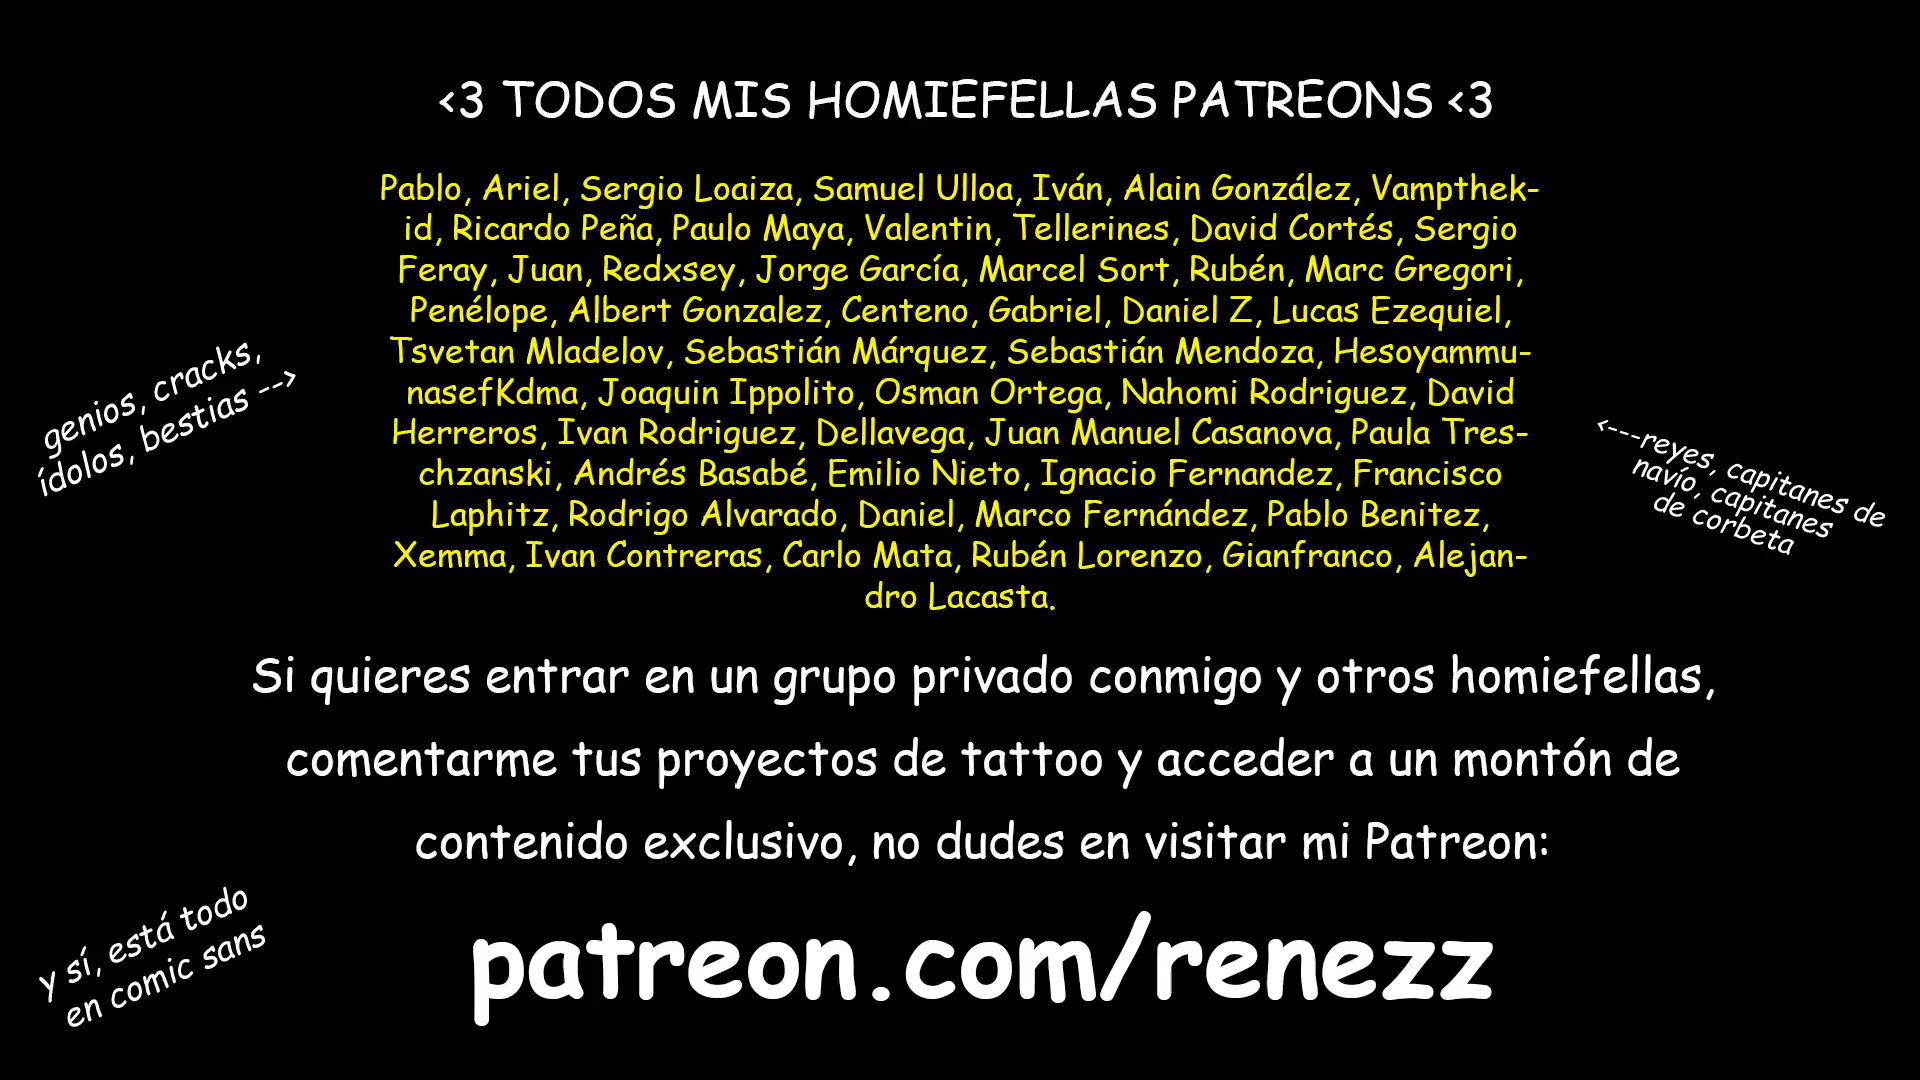 <3 TODOS MIS HOMIEFELLAS PATREONS <3
Pablo, Ariel, Sergio Loaiza, Samuel Ulloa, Iván, Alain González, Vampthek-
id, Ricardo Peña, Paulo Maya, Valentin, Tellerines, David Cortés, Sergio
Feray, Juan, Redxsey, Jorge García, Marcel Sort, Rubén, Marc Gregori,
Penélope, Albert Gonzalez, Centeno, Gabriel, Daniel Z, Lucas Ezequiel,
Tsvetan Mladelov, Sebastián Márquez, Sebastián Mendoza, Hesoyammu-
nasefKdma, Joaquin Ippolito, Osman Ortega, Nahomi Rodriguez, David
Herreros, Ivan Rodriguez, Dellavega, Juan Manuel Casanova, Paula Tres-
chzanski, Andrés Basabé, Emilio Nieto, Ignacio Fernandez, Francisco
Laphitz, Rodrigo Alvarado, Daniel, Marco Fernández, Pablo Benitez,
Xemma, Ivan Contreras, Carlo Mata, Rubén Lorenzo, Gianfranco, Alejan-
dro Lacasta.
genios, cracks,
ídolos, bestias -->
<---reyes, capitanes de
navío, capitanes
de corbeta
Si quieres entrar en un grupo privado conmigo y otros homiefellas,
comentarme tus proyectos de tattoo y acceder a un montón de
contenido exclusivo, no dudes en visitar mi Patreon:
y sí, está todo
en comic sans
patreon.com/renezz